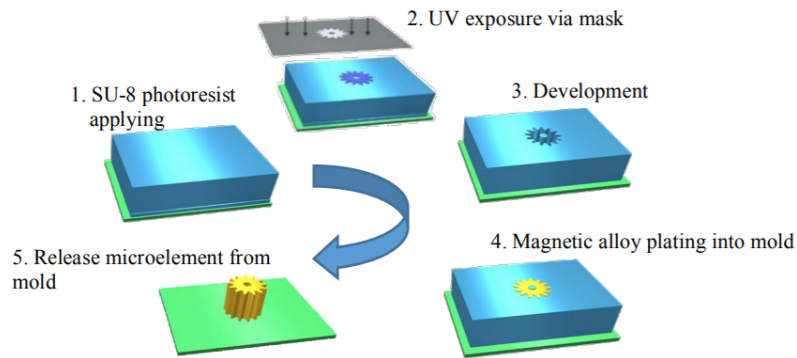 1. SU-8 photoresist
applying
2. UV exposure via mask
3. Development
4. Magnetic alloy plating into mold
5. Release microelement from
mold